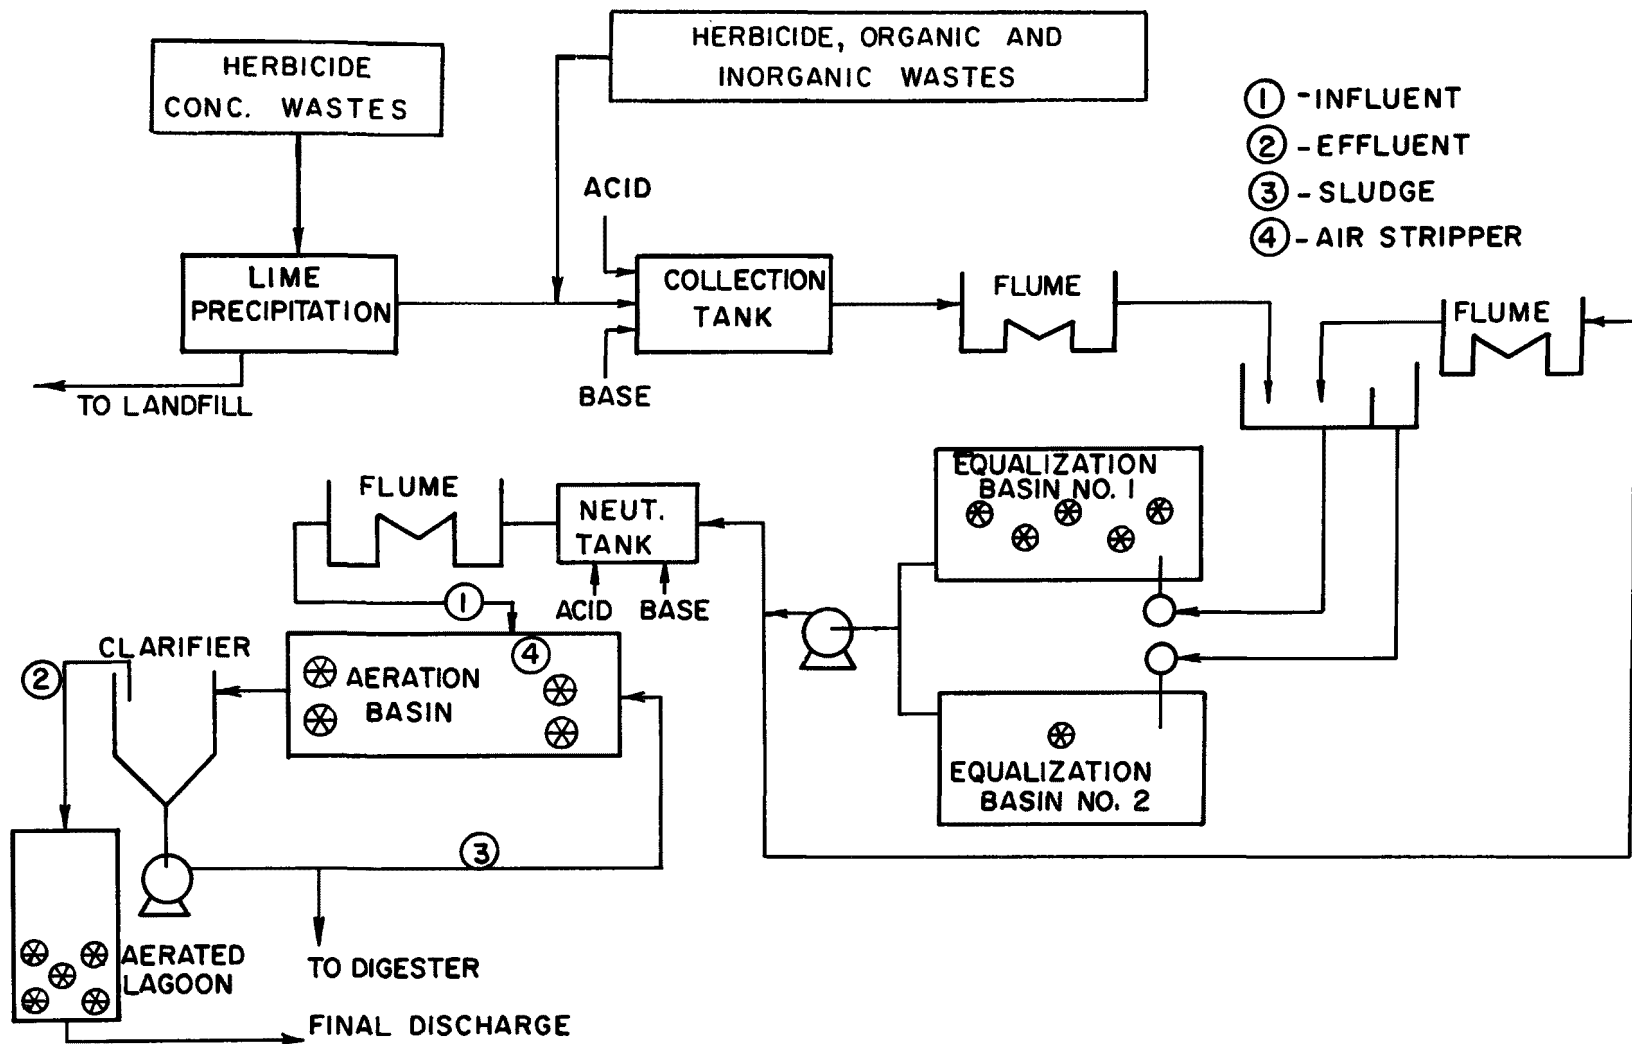 HERBICIDE
CONC. WASTES
HERBICIDE, ORGANIC AND
INORGANIC WASTES
① -INFLUENT
② -EFFLUENT
③ -SLUDGE
④ -AIR STRIPPER
ACID
LIME
PRECIPITATION
COLLECTION
TANK
FLUME
FLUME
BASE
TO LANDFILL
EQUALIZATION
BASIN NO. 1
FLUME
NEUT.
TANK
ACID
BASE
①
CLARIFIER
④
②
AERATION
BASIN
EQUALIZATION
BASIN NO. 2
③
AERATED
LAGOON
TO DIGESTER
FINAL DISCHARGE